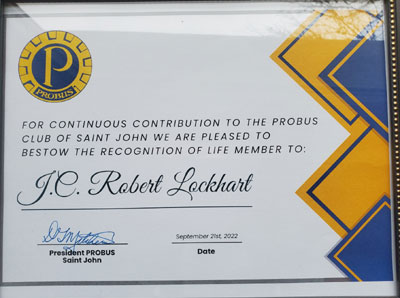 P
PROBUS
FOR CONTINUOUS CONTRIBUTION TO THE PROBUS
CLUB OF SAINT JOHN WE ARE PLEASED TO
BESTOW THE RECOGNITION OF LIFE MEMBER TO:
J.C. Robert Lockhart
September 21st, 2022
President PROBUS
Saint John
Date